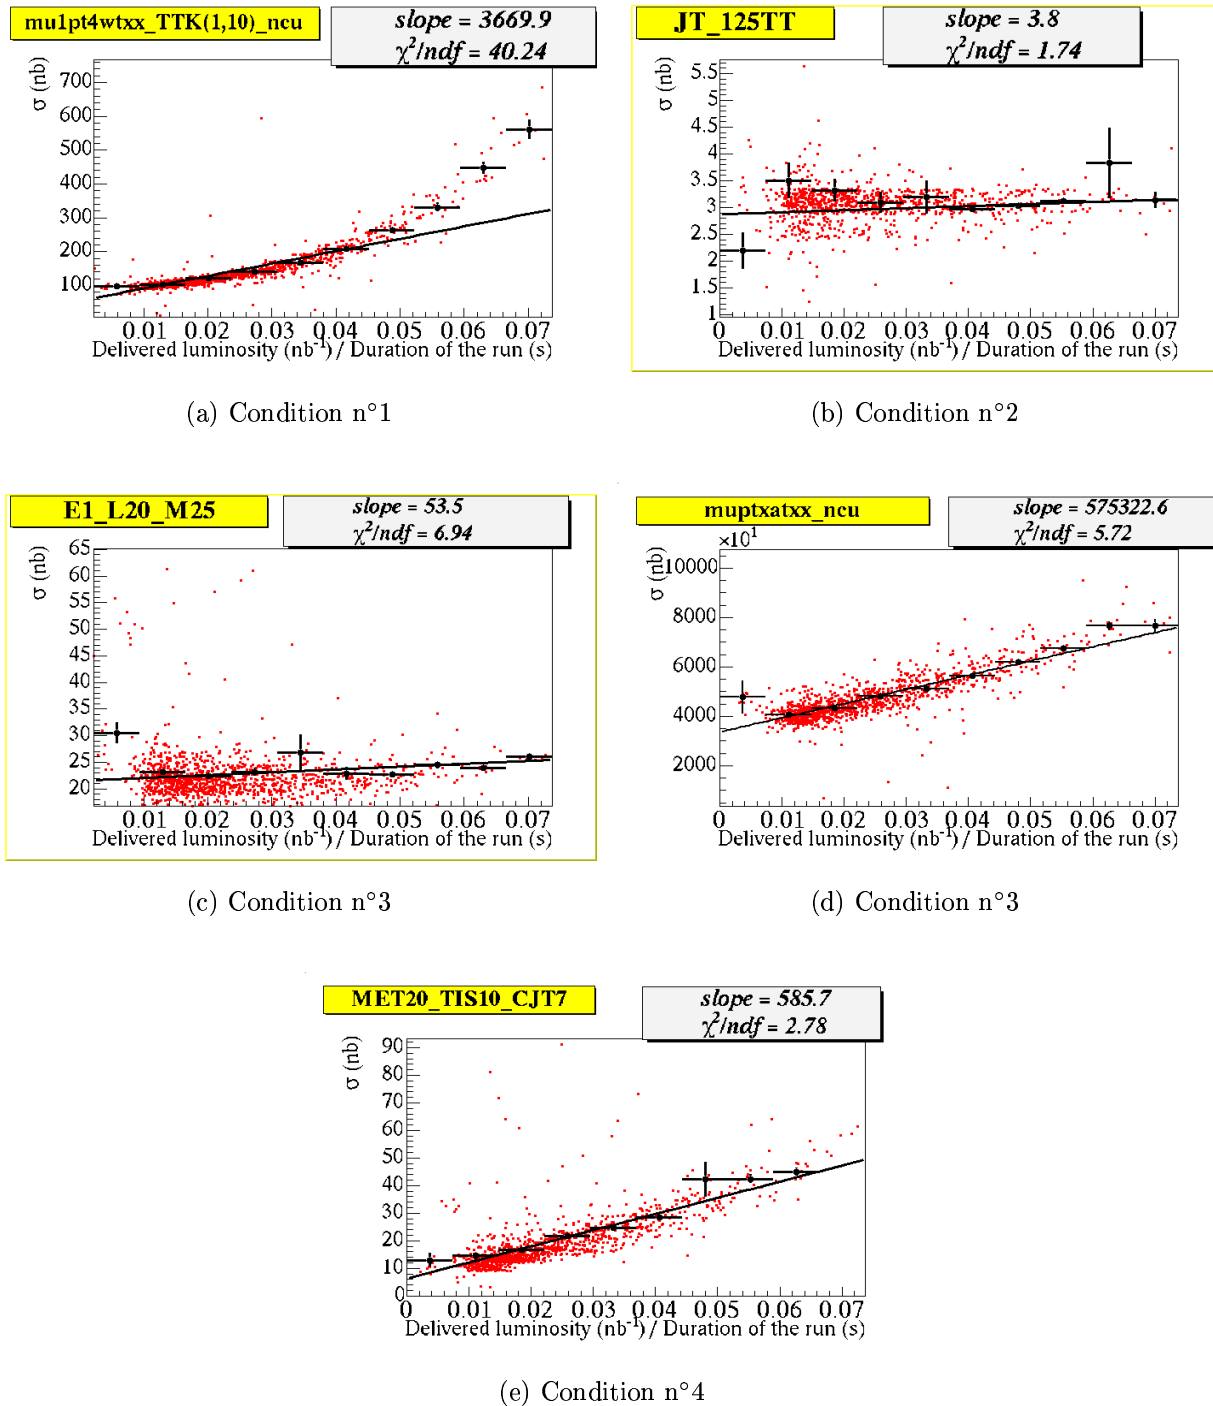 mu1pt4wtxx_TTK(1,10)_ncu
slope = 3669.9
χ²/ndf = 40.24
σ (nb)
700
600
500
400
300
200
100
0.01 0.02 0.03 0.04 0.05 0.06 0.07
Delivered luminosity (nb⁻¹) / Duration of the run (s)
(a) Condition n°1
JT_125TT
slope = 3.8
χ²/ndf = 1.74
σ (nb)
5.5
5
4.5
4
3.5
3
2.5
2
1.5
1
0 0.01 0.02 0.03 0.04 0.05 0.06 0.07
Delivered luminosity (nb⁻¹) / Duration of the run (s)
(b) Condition n°2
E1_L20_M25
slope = 53.5
χ²/ndf = 6.94
σ (nb)
65
60
55
50
45
40
35
30
25
20
0.01 0.02 0.03 0.04 0.05 0.06 0.07
Delivered luminosity (nb⁻¹) / Duration of the run (s)
(c) Condition n°3
muptxatxx_ncu
slope = 575322.6
χ²/ndf = 5.72
×10¹
σ (nb)
10000
8000
6000
4000
2000
0 0.01 0.02 0.03 0.04 0.05 0.06 0.07
Delivered luminosity (nb⁻¹) / Duration of the run (s)
(d) Condition n°3
MET20_TIS10_CJT7
slope = 585.7
χ²/ndf = 2.78
σ (nb)
90
80
70
60
50
40
30
20
10
0
0 0.01 0.02 0.03 0.04 0.05 0.06 0.07
Delivered luminosity (nb⁻¹) / Duration of the run (s)
(e) Condition n°4